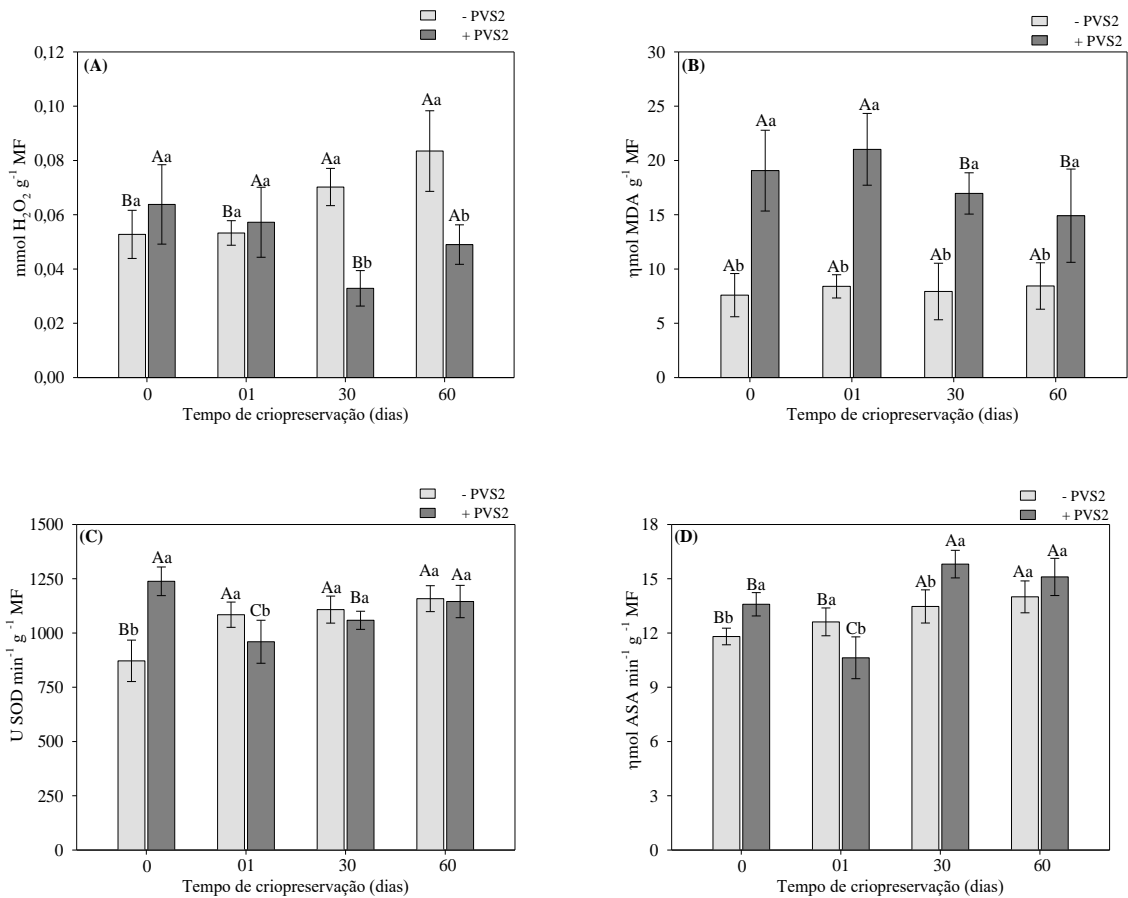 - PVS2
+ PVS2
(A)
mmol H₂O₂ g⁻¹ MF
0,12
0,10
0,08
0,06
0,04
0,02
0,00
Ba
Aa
Ba
Aa
Aa
Bb
Aa
Ab
0
01
30
60
Tempo de criopreservação (dias)
- PVS2
+ PVS2
(B)
ηmol MDA g⁻¹ MF
30
25
20
15
10
5
0
Ab
Aa
Ab
Aa
Ab
Ba
Ab
Ba
0
01
30
60
Tempo de criopreservação (dias)
- PVS2
+ PVS2
(C)
U SOD min⁻¹ g⁻¹ MF
1500
1250
1000
750
500
250
0
Bb
Aa
Aa
Cb
Aa
Ba
Aa
Aa
0
01
30
60
Tempo de criopreservação (dias)
- PVS2
+ PVS2
(D)
ηmol ASA min⁻¹ g⁻¹ MF
18
15
12
9
6
3
0
Bb
Ba
Ba
Cb
Ab
Aa
Aa
Aa
0
01
30
60
Tempo de criopreservação (dias)